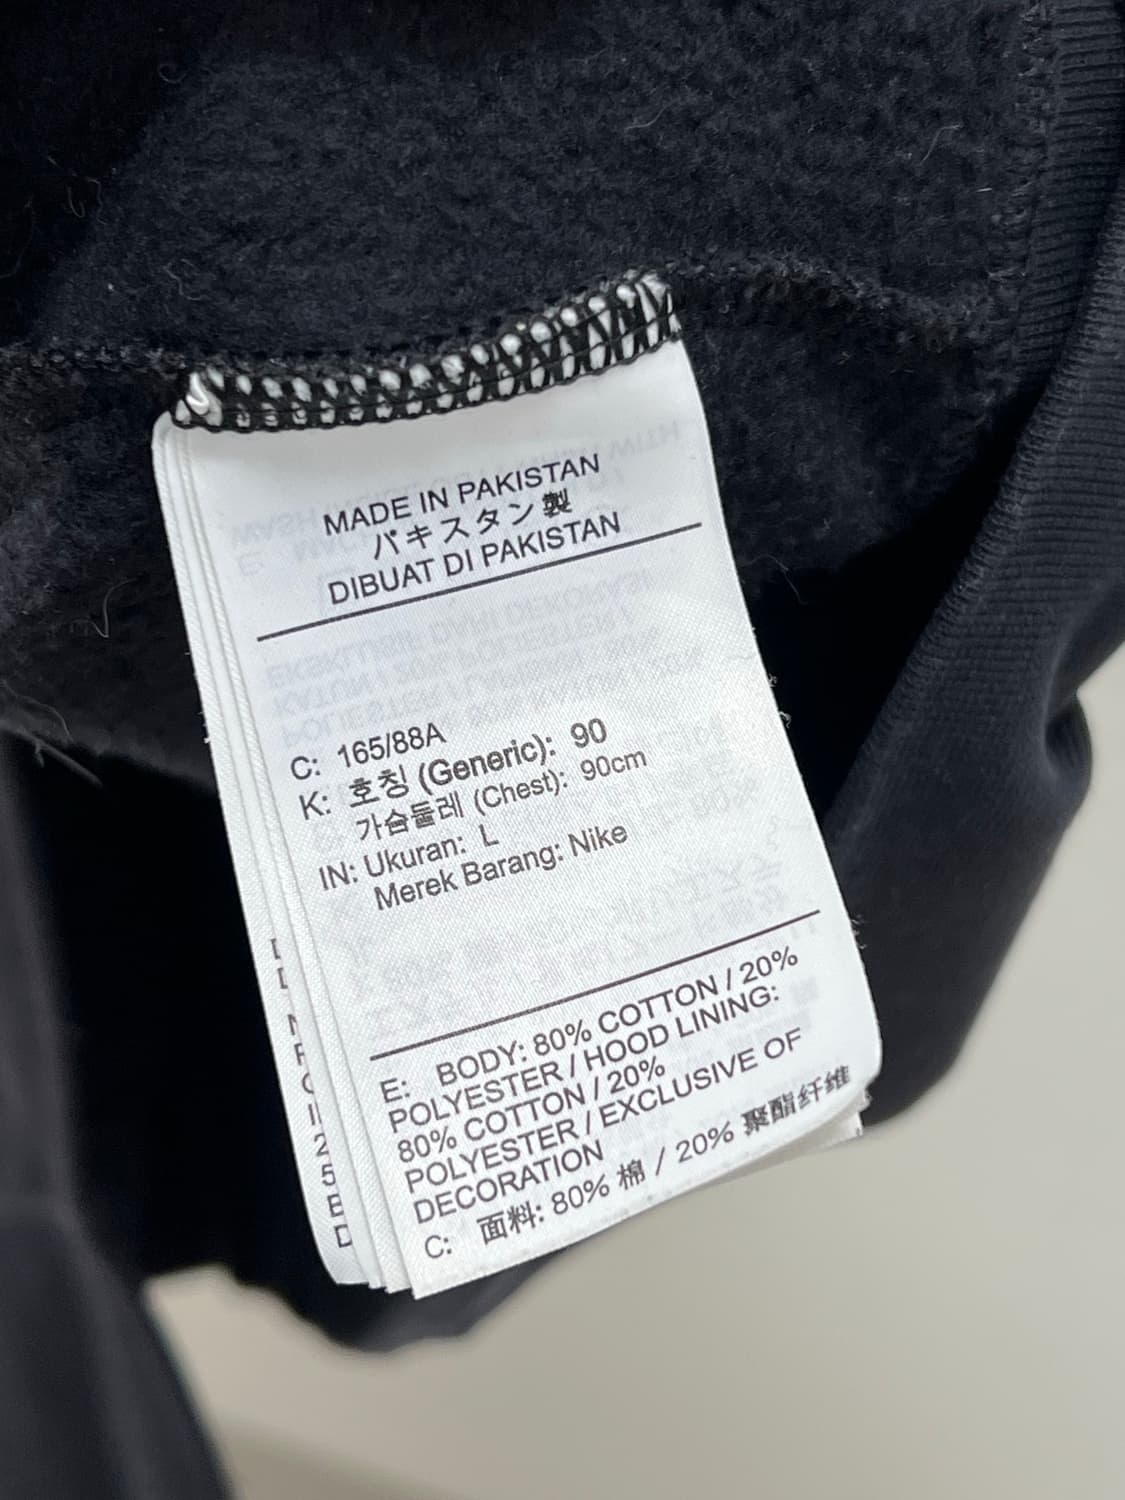 MADE IN PAKISTAN
パキスタン製
DIBUAT DI PAKISTAN
C: 165/88A
K: 호칭 (Generic): 90
가슴둘레 (Chest): 90cm
IN: Ukuran: L
Merek Barang: Nike
E: BODY: 80% COTTON / 20%
POLYESTER / HOOD LINING:
80% COTTON / 20%
POLYESTER / EXCLUSIVE OF
DECORATION
C: 面料: 80% 棉 / 20% 聚酯纤维